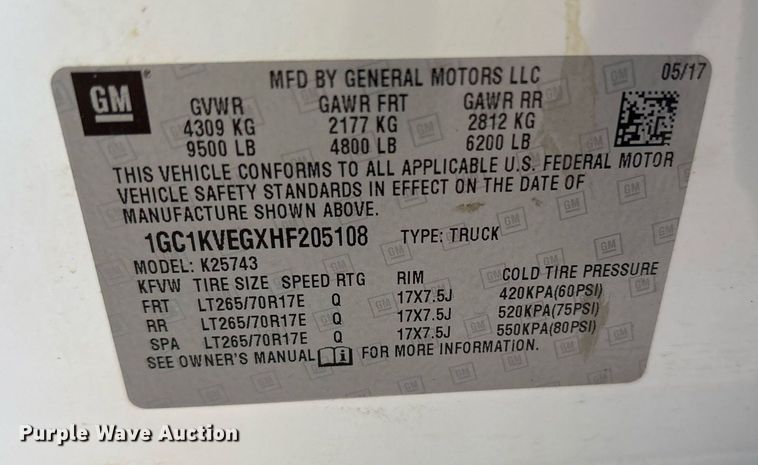 GM ®
MFD BY GENERAL MOTORS LLC 05/17
GVWR GAWR FRT GAWR RR
4309 KG 2177 KG 2812 KG
9500 LB 4800 LB 6200 LB
THIS VEHICLE CONFORMS TO ALL APPLICABLE U.S. FEDERAL MOTOR
VEHICLE SAFETY STANDARDS IN EFFECT ON THE DATE OF
MANUFACTURE SHOWN ABOVE.
1GC1KVEGXHF205108 TYPE: TRUCK
MODEL: K25743
KFVW TIRE SIZE SPEED RTG RIM COLD TIRE PRESSURE
FRT LT265/70R17E Q 17X7.5J 420KPA(60PSI)
RR LT265/70R17E Q 17X7.5J 520KPA(75PSI)
SPA LT265/70R17E Q 17X7.5J 550KPA(80PSI)
SEE OWNER'S MANUAL i FOR MORE INFORMATION.
Purple Wave Auction